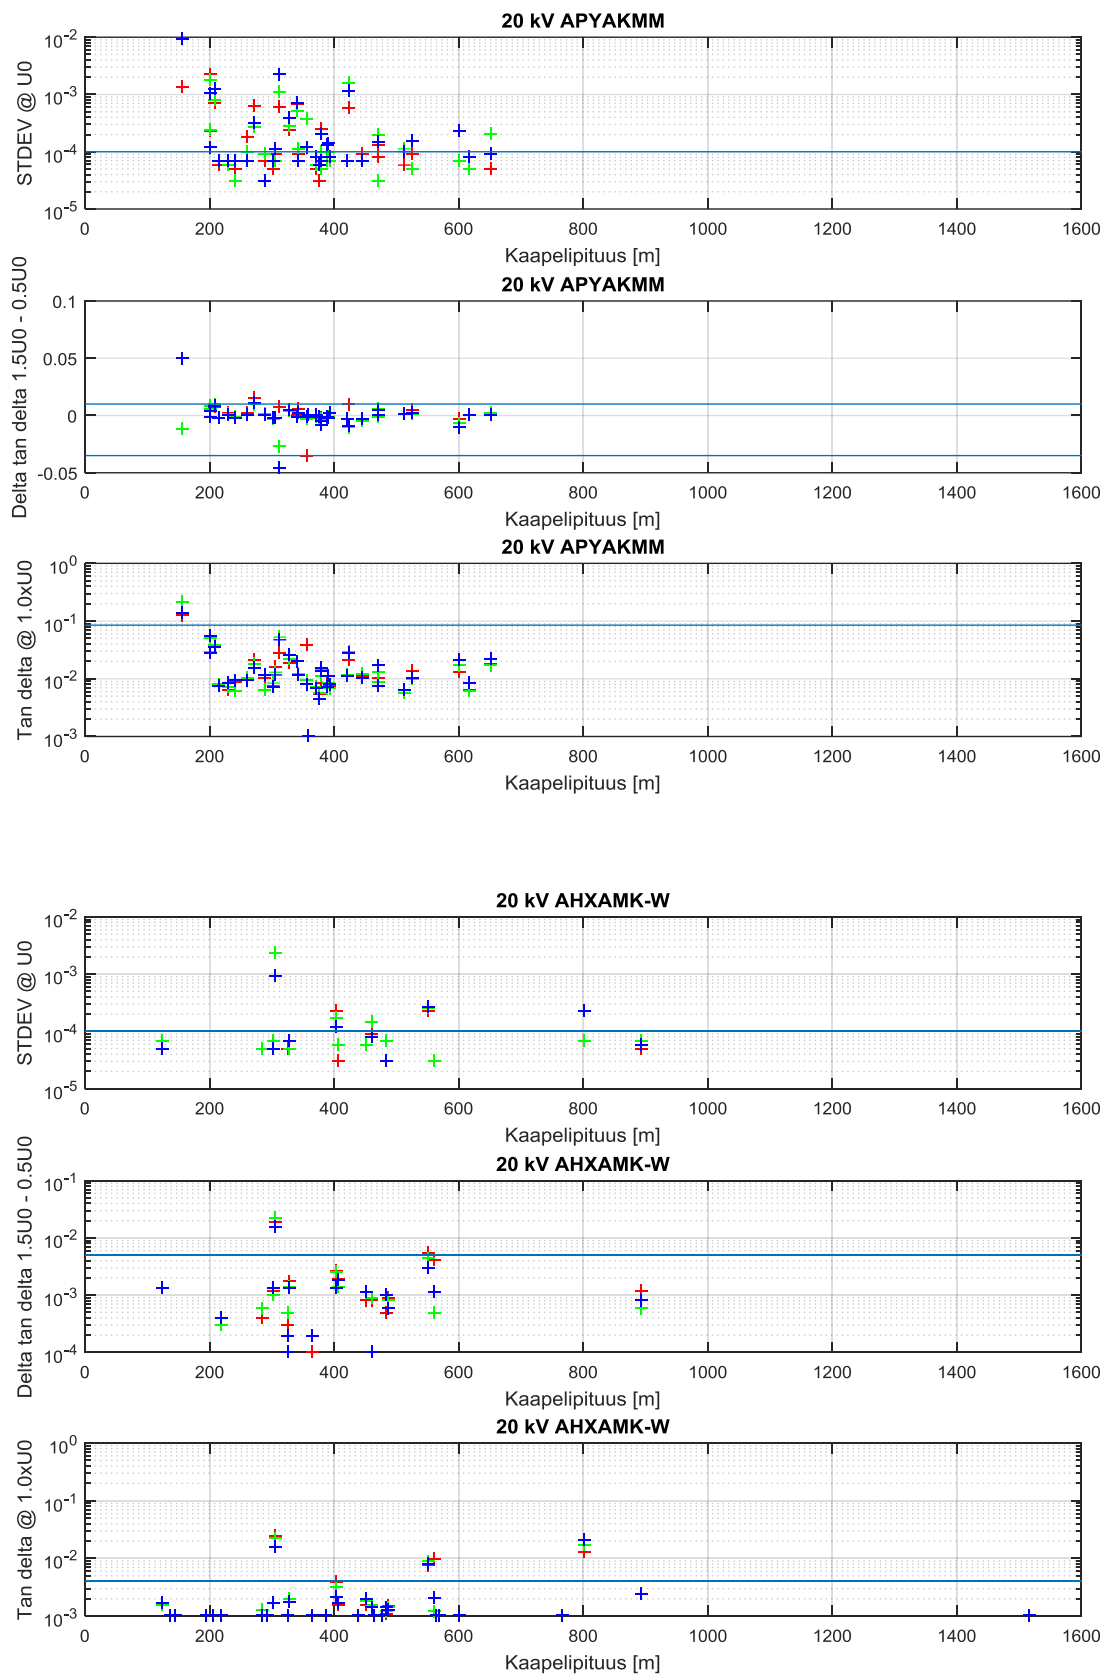 20 kV APYAKMM
STDEV @ U0
10^-2
10^-3
10^-4
10^-5
0 200 400 600 800 1000 1200 1400 1600
Kaapelipituus [m]
20 kV APYAKMM
Delta tan delta 1.5U0 - 0.5U0
0.1
0.05
0
-0.05
0 200 400 600 800 1000 1200 1400 1600
Kaapelipituus [m]
20 kV APYAKMM
Tan delta @ 1.0xU0
10^0
10^-1
10^-2
10^-3
0 200 400 600 800 1000 1200 1400 1600
Kaapelipituus [m]
20 kV AHXAMK-W
STDEV @ U0
10^-2
10^-3
10^-4
10^-5
0 200 400 600 800 1000 1200 1400 1600
Kaapelipituus [m]
20 kV AHXAMK-W
Delta tan delta 1.5U0 - 0.5U0
10^-1
10^-2
10^-3
10^-4
0 200 400 600 800 1000 1200 1400 1600
Kaapelipituus [m]
20 kV AHXAMK-W
Tan delta @ 1.0xU0
10^0
10^-1
10^-2
10^-3
0 200 400 600 800 1000 1200 1400 1600
Kaapelipituus [m]